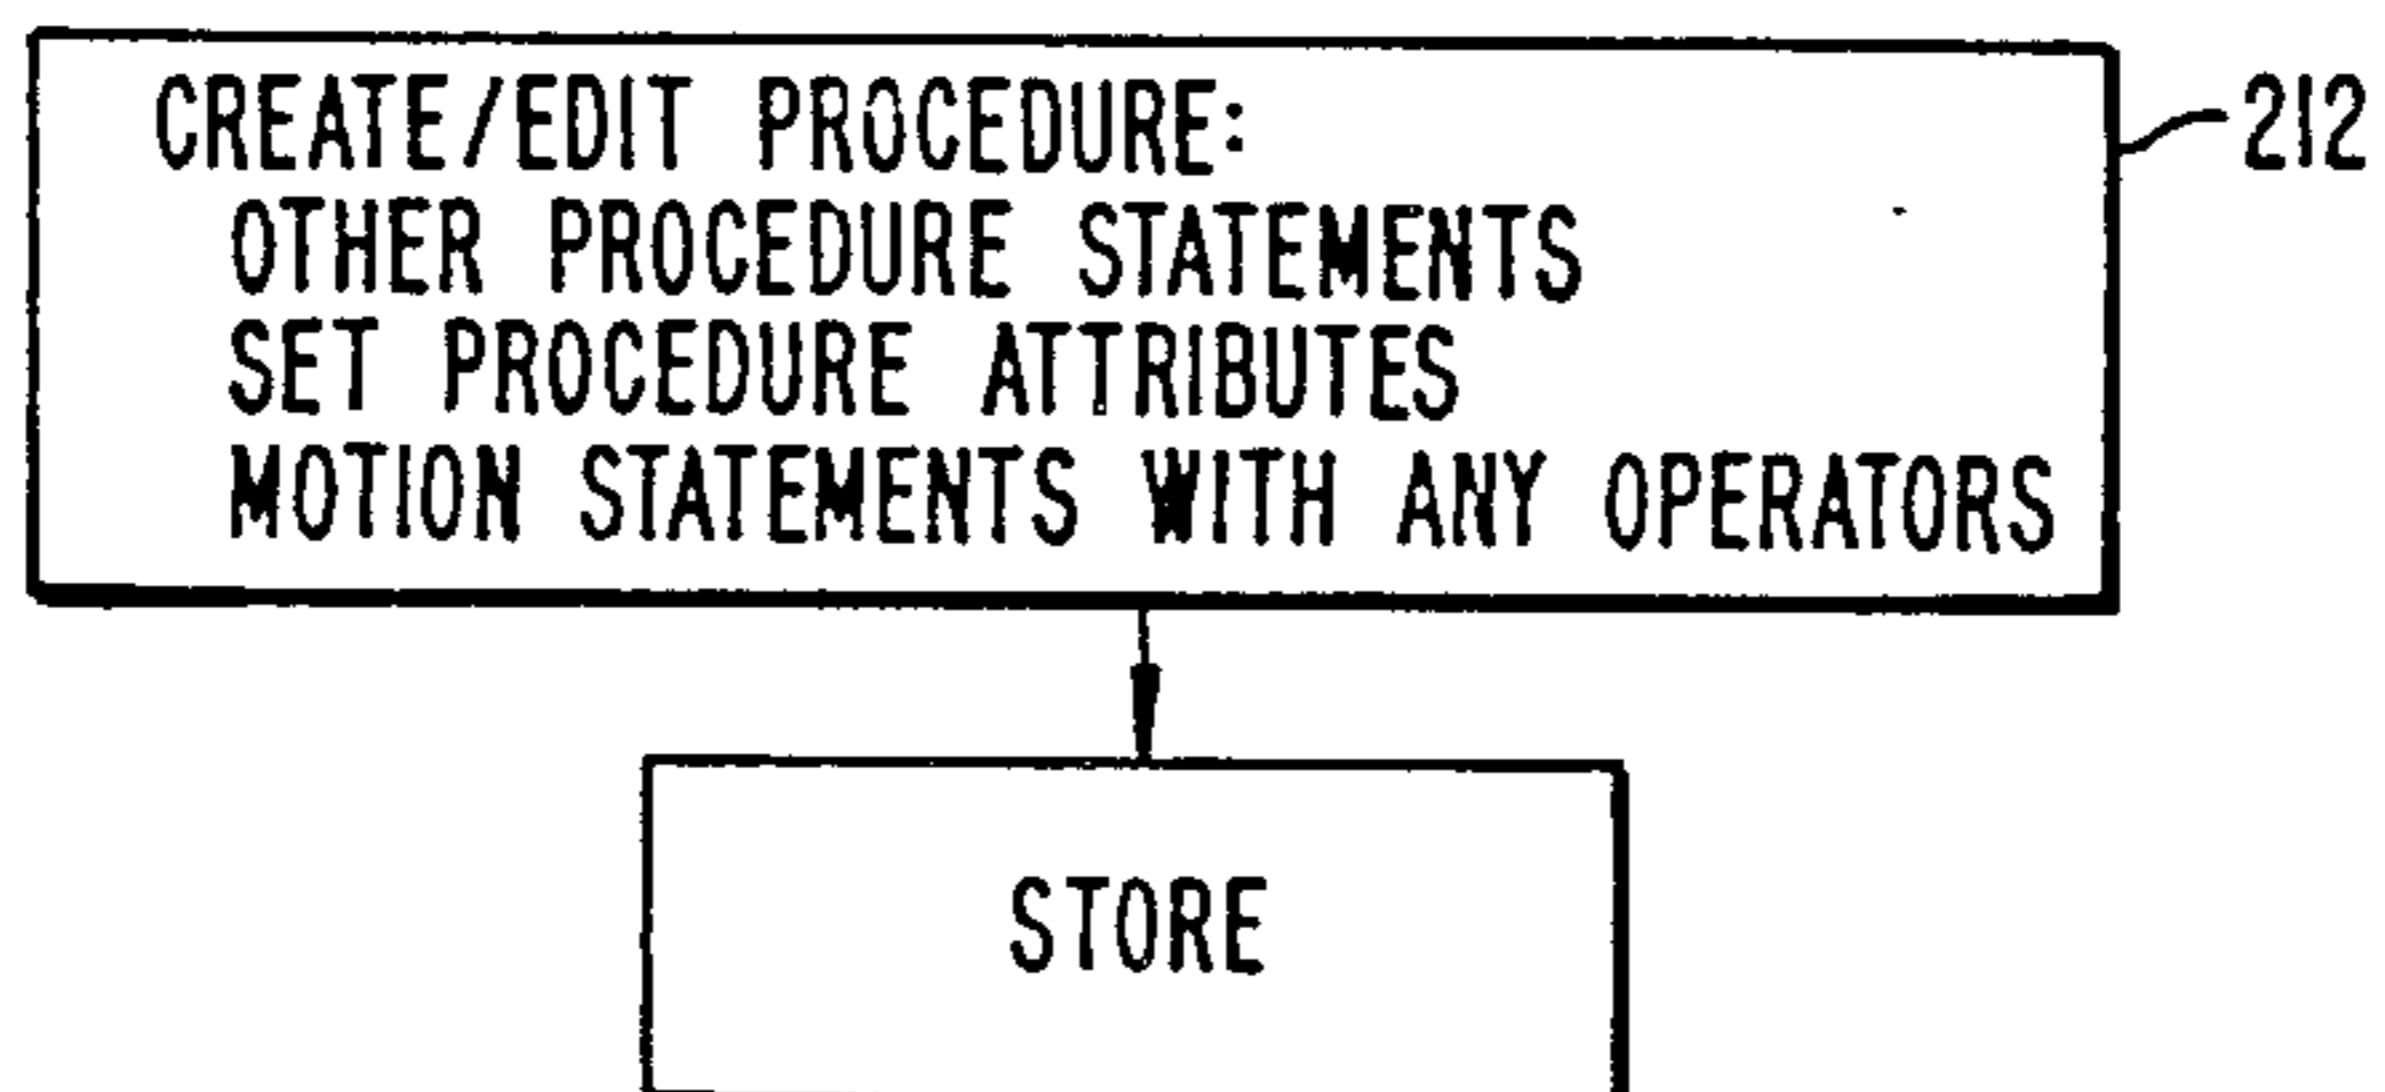 CREATE/EDIT PROCEDURE:
212
OTHER PROCEDURE STATEMENTS
SET PROCEDURE ATTRIBUTES
MOTION STATEMENTS WITH ANY OPERATORS
STORE